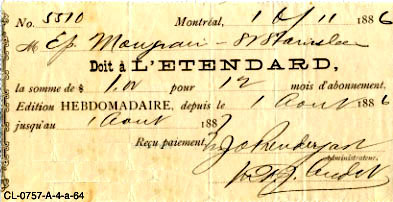 No. 5510 Montréal, 1 Oct 11 1886
M Ep Maugrain - St Stanislas
Doit à L'ETENDARD,
la somme de $ 1.00 pour 12 mois d'abonnement.
Edition HEBDOMADAIRE, depuis le 1 Aout 1886
jusqu'au 1 Aout 1887
Reçu paiement,
Administrateur.
CL-0757-A-4-a-64